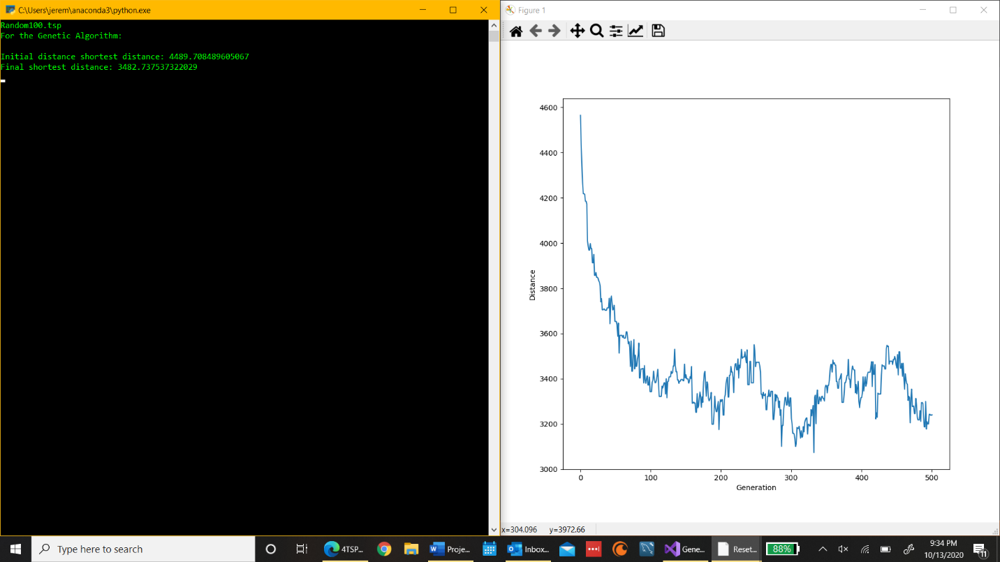 C:\Users\jerem\anaconda3\python.exe
Random100.tsp
For the Genetic Algorithm:
Initial distance shortest distance: 4489.708489605067
Final shortest distance: 3482.737537322029
Figure 1
4600
4400
4200
4000
3800
3600
3400
3200
3000
Distance
0 100 200 300 400 500
Generation
x=304.096 y=3972.66
Type here to search
4TSP...
Proje...
Inbox...
Gene...
Reset...
88%
9:34 PM
10/13/2020
11